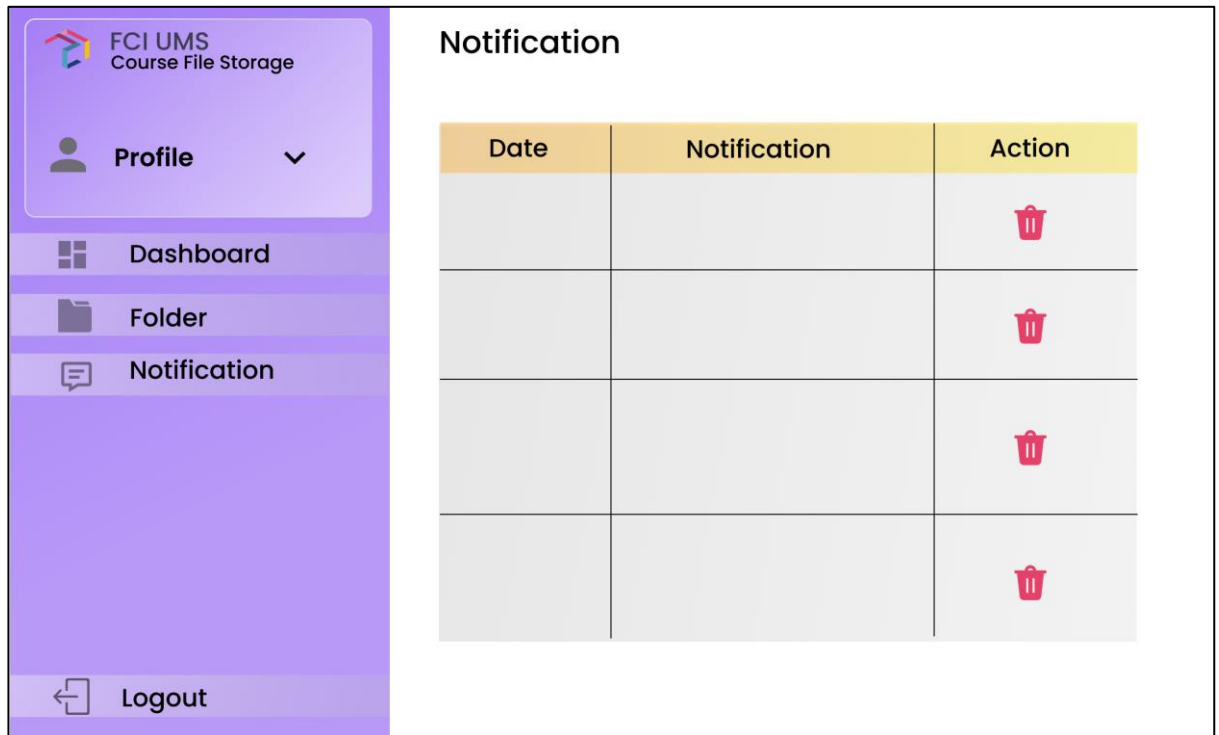 FCI UMS
Course File Storage
Profile
Dashboard
Folder
Notification
Logout
Notification
Date Notification Action